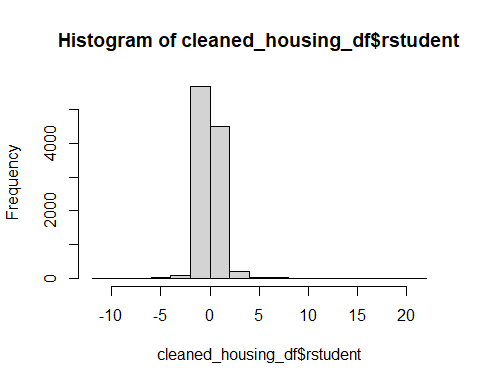 Histogram of cleaned_housing_df$rstudent
Frequency
4000
2000
0
-10 -5 0 5 10 15 20
cleaned_housing_df$rstudent